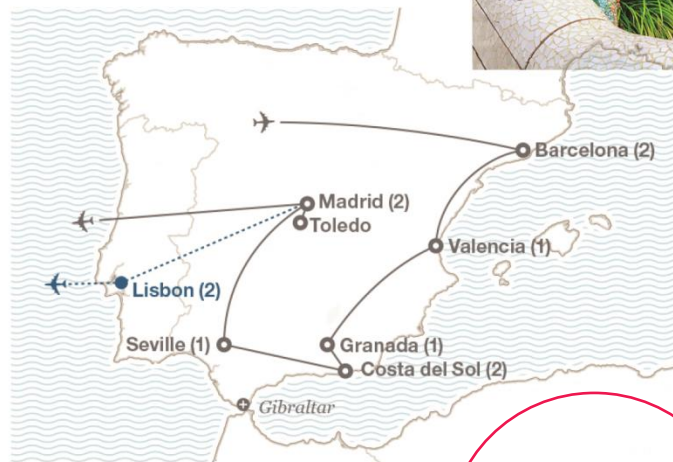 Barcelona (2)
Madrid (2)
Toledo
Valencia (1)
Lisbon (2)
Seville (1)
Granada (1)
Costa del Sol (2)
Gibraltar